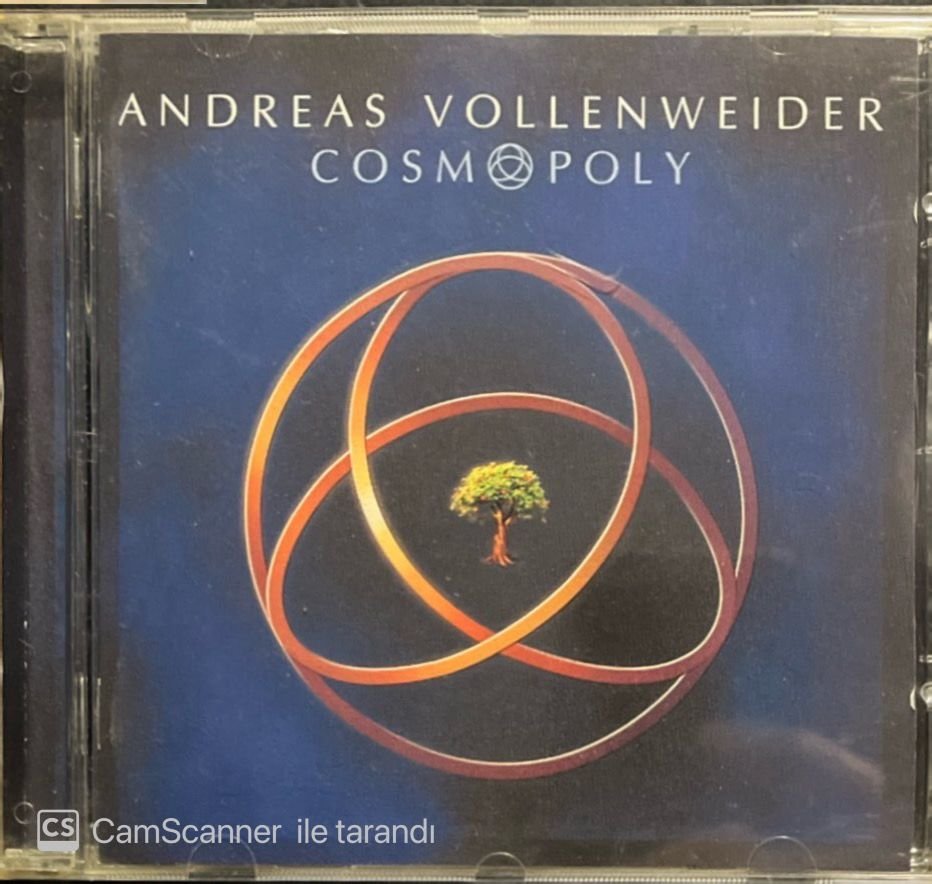 ANDREAS VOLLENWEIDER
COSMOPOLY
CS CamScanner ile tarandı